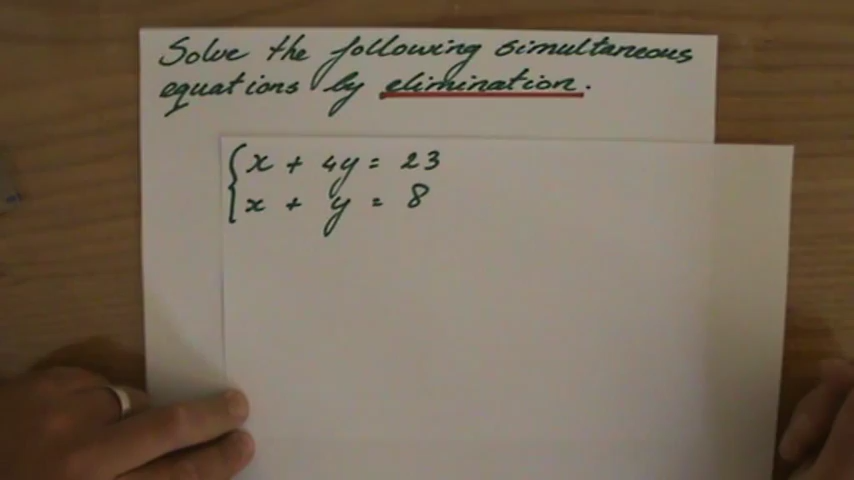 Solve the following simultaneous
equations by elimination.
{x + 4y = 23
x + y = 8